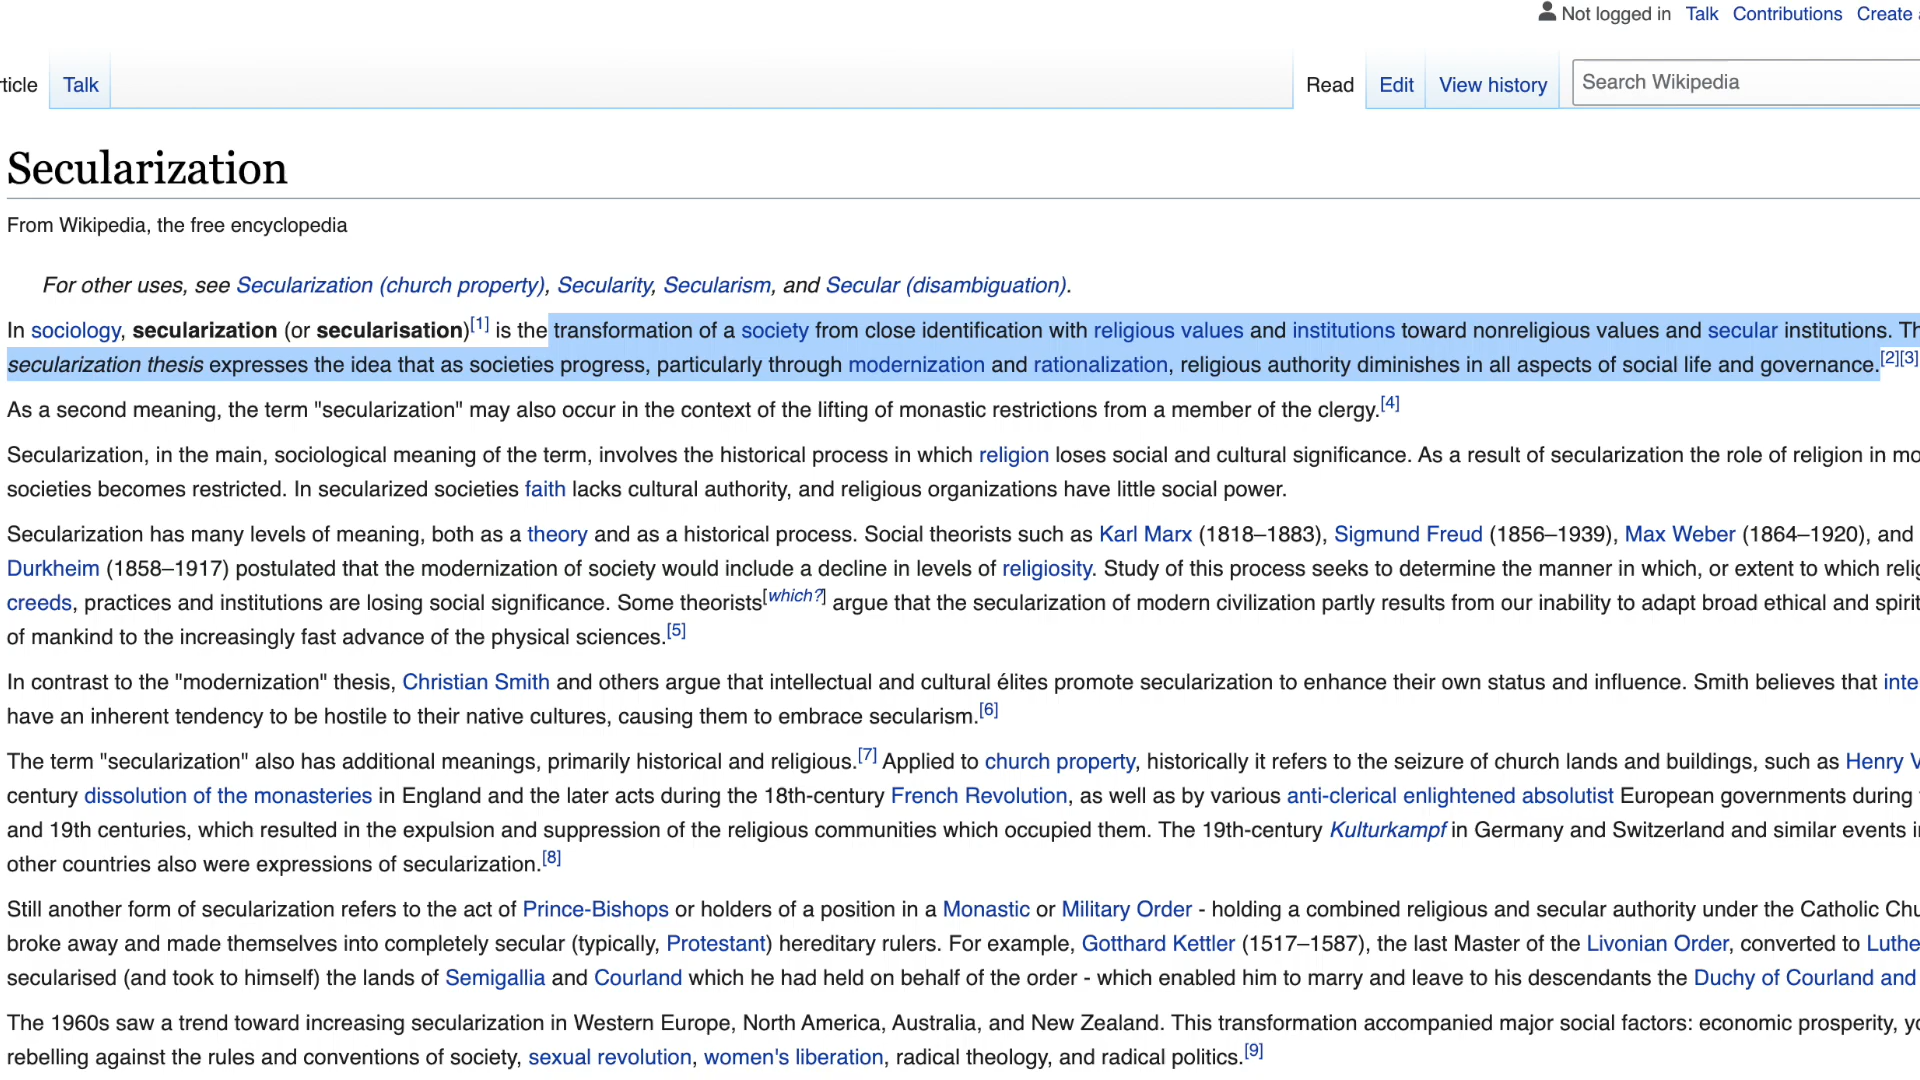 Not logged in Talk Contributions Create
ticle Talk Read Edit View history Search Wikipedia
Secularization
From Wikipedia, the free encyclopedia
For other uses, see Secularization (church property), Secularity, Secularism, and Secular (disambiguation).
In sociology, secularization (or secularisation)[1] is the transformation of a society from close identification with religious values and institutions toward nonreligious values and secular institutions. Th
secularization thesis expresses the idea that as societies progress, particularly through modernization and rationalization, religious authority diminishes in all aspects of social life and governance.[2][3]
As a second meaning, the term "secularization" may also occur in the context of the lifting of monastic restrictions from a member of the clergy.[4]
Secularization, in the main, sociological meaning of the term, involves the historical process in which religion loses social and cultural significance. As a result of secularization the role of religion in mo
societies becomes restricted. In secularized societies faith lacks cultural authority, and religious organizations have little social power.
Secularization has many levels of meaning, both as a theory and as a historical process. Social theorists such as Karl Marx (1818–1883), Sigmund Freud (1856–1939), Max Weber (1864–1920), and
Durkheim (1858–1917) postulated that the modernization of society would include a decline in levels of religiosity. Study of this process seeks to determine the manner in which, or extent to which relig
creeds, practices and institutions are losing social significance. Some theorists[which?] argue that the secularization of modern civilization partly results from our inability to adapt broad ethical and spirit
of mankind to the increasingly fast advance of the physical sciences.[5]
In contrast to the "modernization" thesis, Christian Smith and others argue that intellectual and cultural élites promote secularization to enhance their own status and influence. Smith believes that inte
have an inherent tendency to be hostile to their native cultures, causing them to embrace secularism.[6]
The term "secularization" also has additional meanings, primarily historical and religious.[7] Applied to church property, historically it refers to the seizure of church lands and buildings, such as Henry V
century dissolution of the monasteries in England and the later acts during the 18th-century French Revolution, as well as by various anti-clerical enlightened absolutist European governments during
and 19th centuries, which resulted in the expulsion and suppression of the religious communities which occupied them. The 19th-century Kulturkampf in Germany and Switzerland and similar events i
other countries also were expressions of secularization.[8]
Still another form of secularization refers to the act of Prince-Bishops or holders of a position in a Monastic or Military Order - holding a combined religious and secular authority under the Catholic Chu
broke away and made themselves into completely secular (typically, Protestant) hereditary rulers. For example, Gotthard Kettler (1517–1587), the last Master of the Livonian Order, converted to Luthe
secularised (and took to himself) the lands of Semigallia and Courland which he had held on behalf of the order - which enabled him to marry and leave to his descendants the Duchy of Courland and
The 1960s saw a trend toward increasing secularization in Western Europe, North America, Australia, and New Zealand. This transformation accompanied major social factors: economic prosperity, yo
rebelling against the rules and conventions of society, sexual revolution, women's liberation, radical theology, and radical politics.[9]